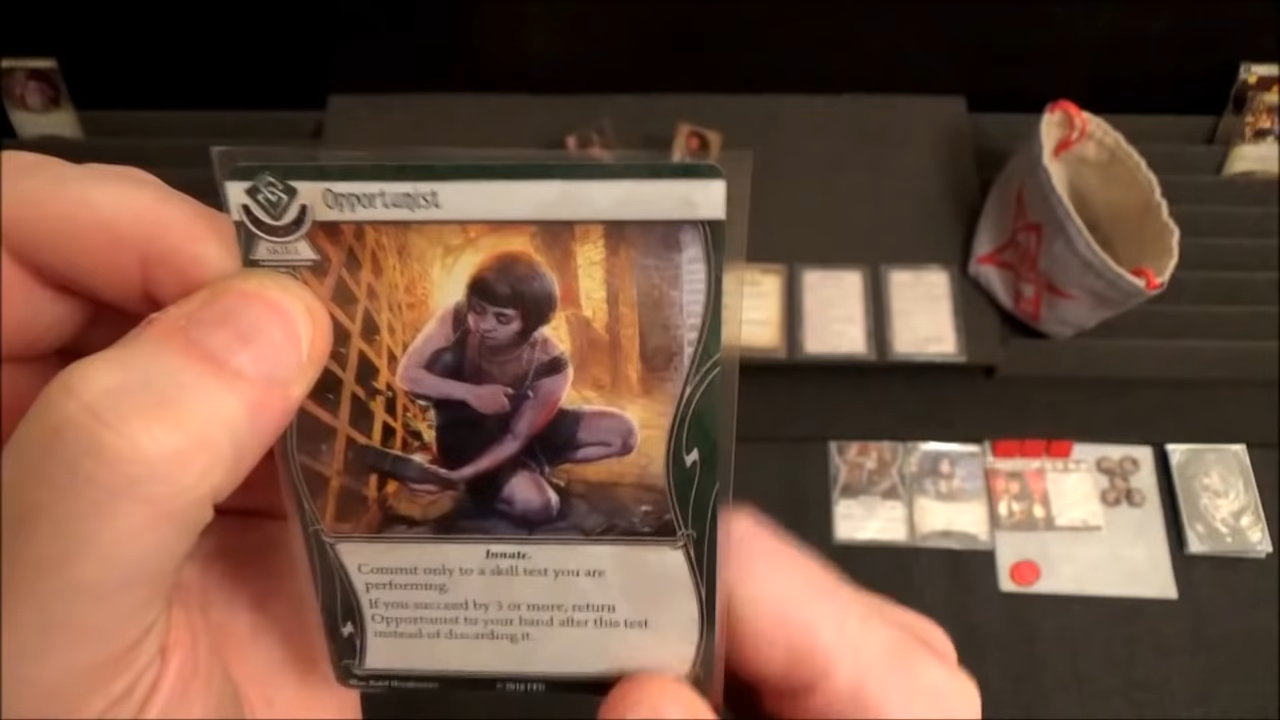 Opportunist
SKILL
Innate.
Commit only to a skill test you are
performing.
If you succeed by 3 or more, return
Opportunist to your hand after this test
instead of discarding it.
© 2016 FFG